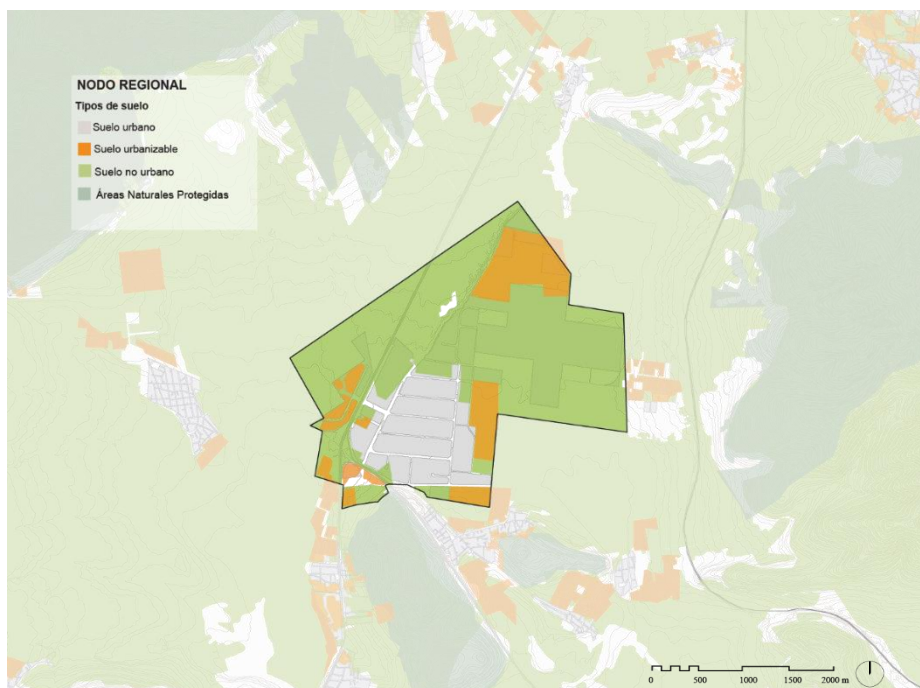 NODO REGIONAL
Tipos de suelo
Suelo urbano
Suelo urbanizable
Suelo no urbano
Áreas Naturales Protegidas
0 500 1000 1500 2000 m